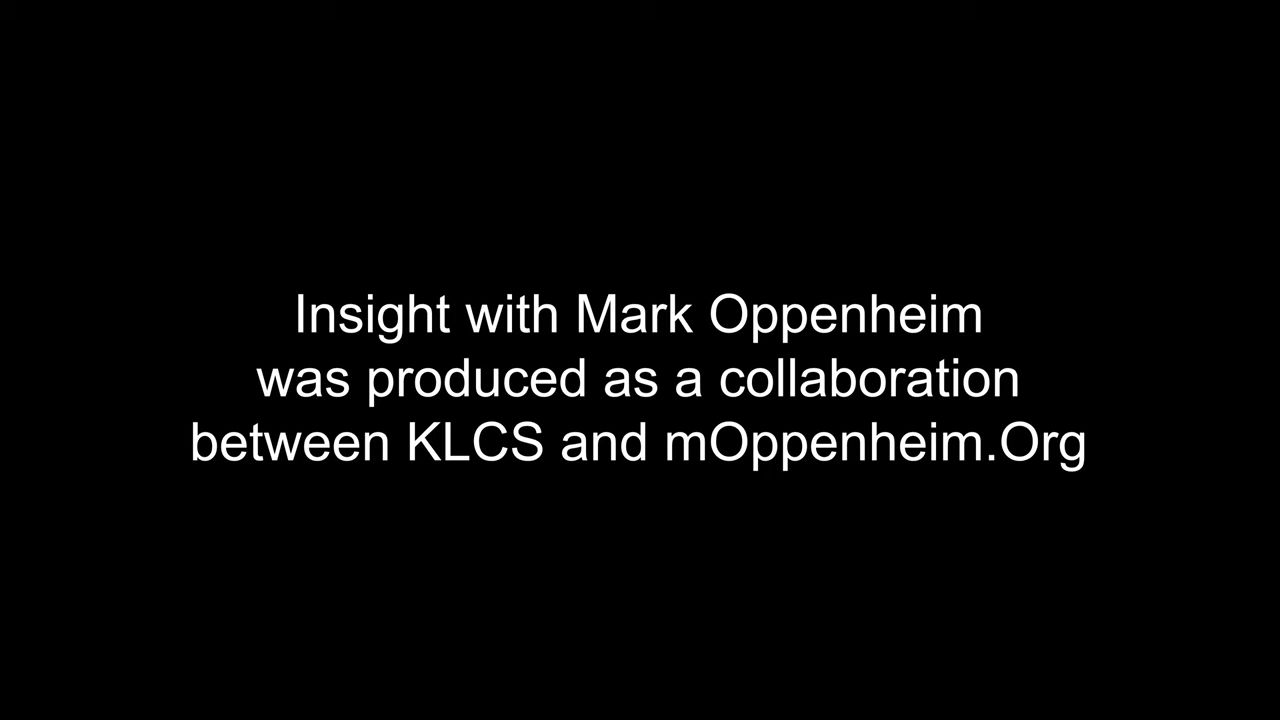 Insight with Mark Oppenheim
was produced as a collaboration
between KLCS and mOppenheim.Org